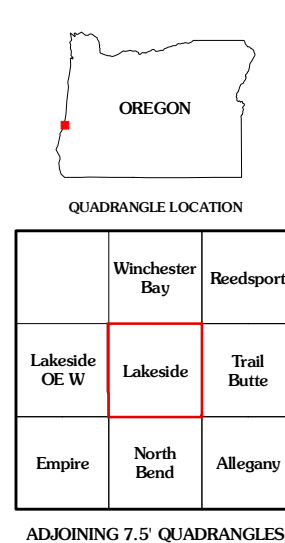 OREGON
QUADRANGLE LOCATION
Winchester
Bay
Reedsport
Lakeside
OE W
Lakeside
Trail
Butte
Empire
North
Bend
Allegany
ADJOINING 7.5' QUADRANGLES